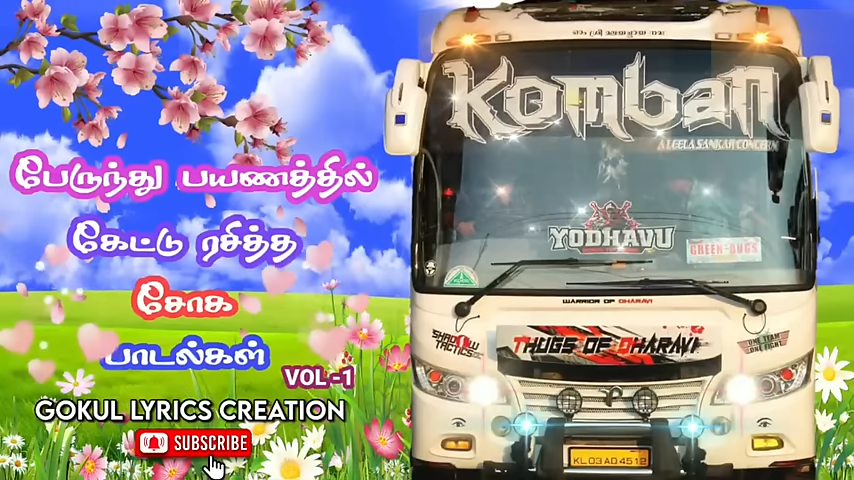 பேருந்து பயணத்தில்
கேட்டு ரசித்த
சோக
பாடல்கள்
VOL-1
GOKUL LYRICS CREATION
SUBSCRIBE
Komban
A LEELA SANKAR CONCERN
YODHAVU
GREEN-BUGS
WARRIOR OF DHARAVI
SHADOW TACTICS
THUGS OF DHARAVI
ONE TEAM
ONE FIGHT
KL 03 AD 4512